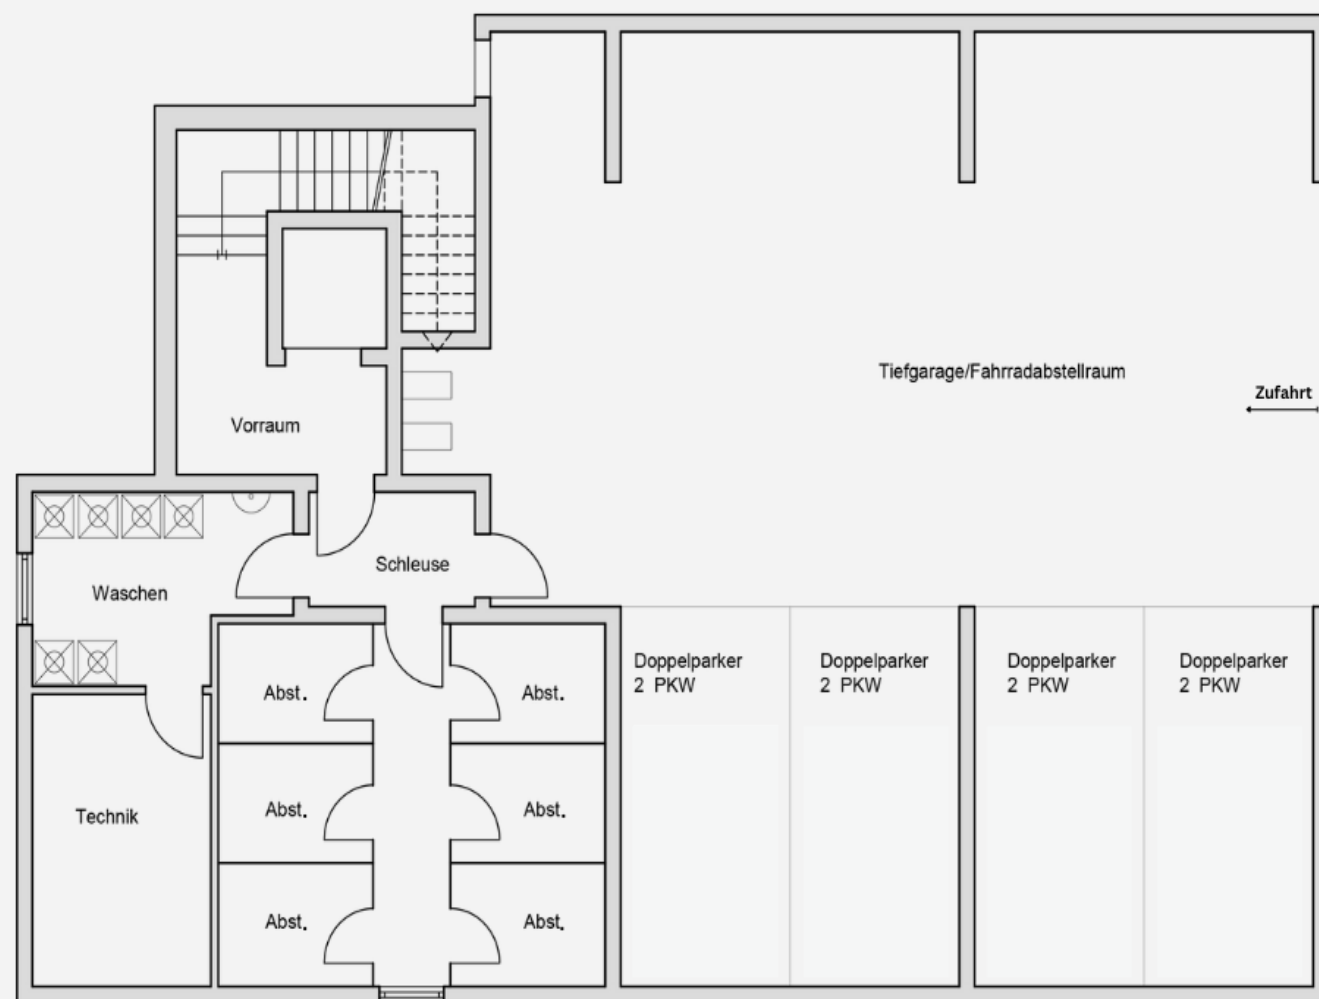 Tiefgarage/Fahrradabstellraum
Zufahrt
Vorraum
Schleuse
Waschen
Doppelparker
2 PKW
Doppelparker
2 PKW
Doppelparker
2 PKW
Doppelparker
2 PKW
Abst.
Abst.
Technik
Abst.
Abst.
Abst.
Abst.